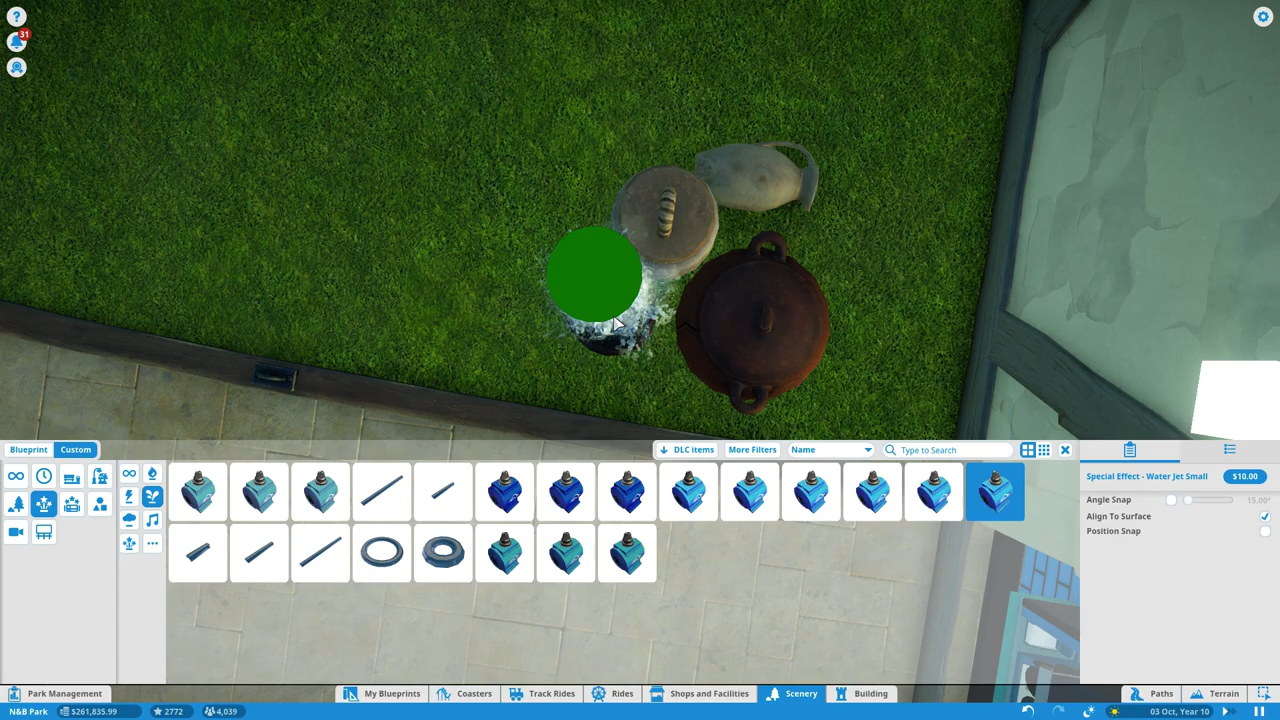 ?
31
Blueprint
Custom
DLC items
More Filters
Name
Type to Search
Special Effect - Water Jet Small
$10.00
Angle Snap
15.00°
Align To Surface
Position Snap
Park Management
My Blueprints
Coasters
Track Rides
Rides
Shops and Facilities
Scenery
Building
Paths
Terrain
N&B Park
$261,835.99
2772
4,039
03 Oct, Year 10